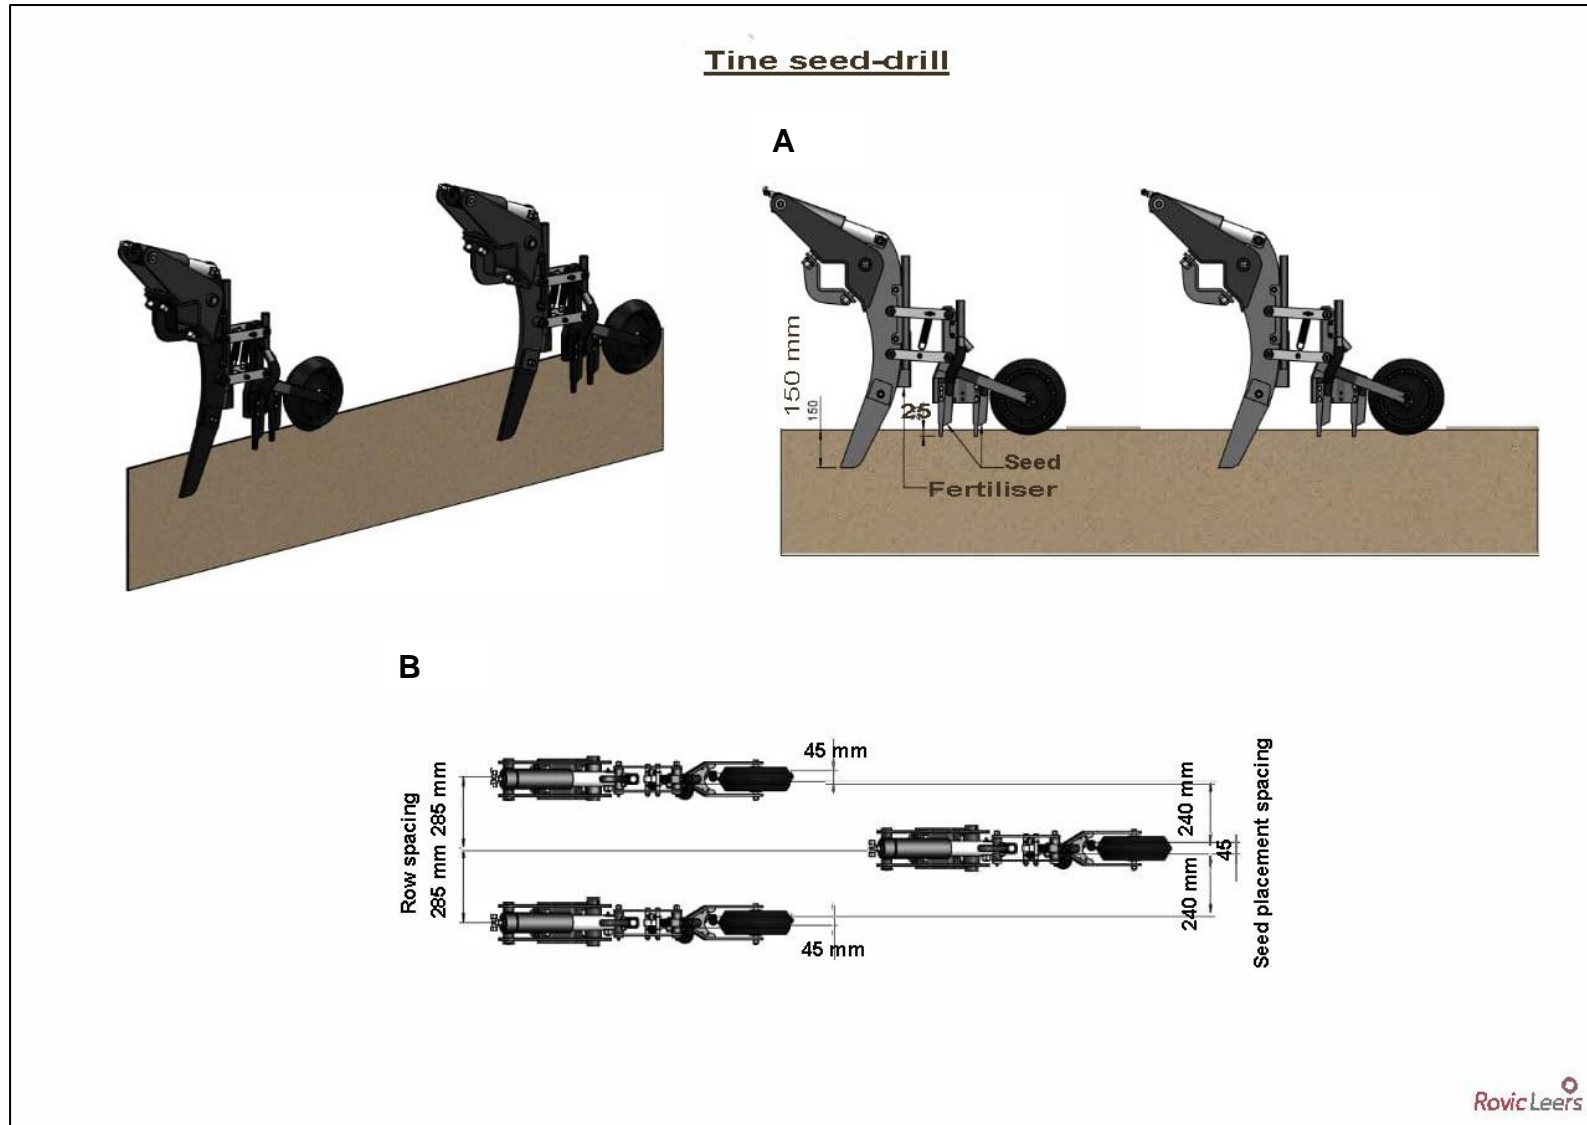 Tine seed-drill
A
150 mm
150
25
Seed
Fertiliser
B
Row spacing
285 mm
285 mm
45 mm
45 mm
240 mm
45
240 mm
Seed placement spacing
RovicLeers